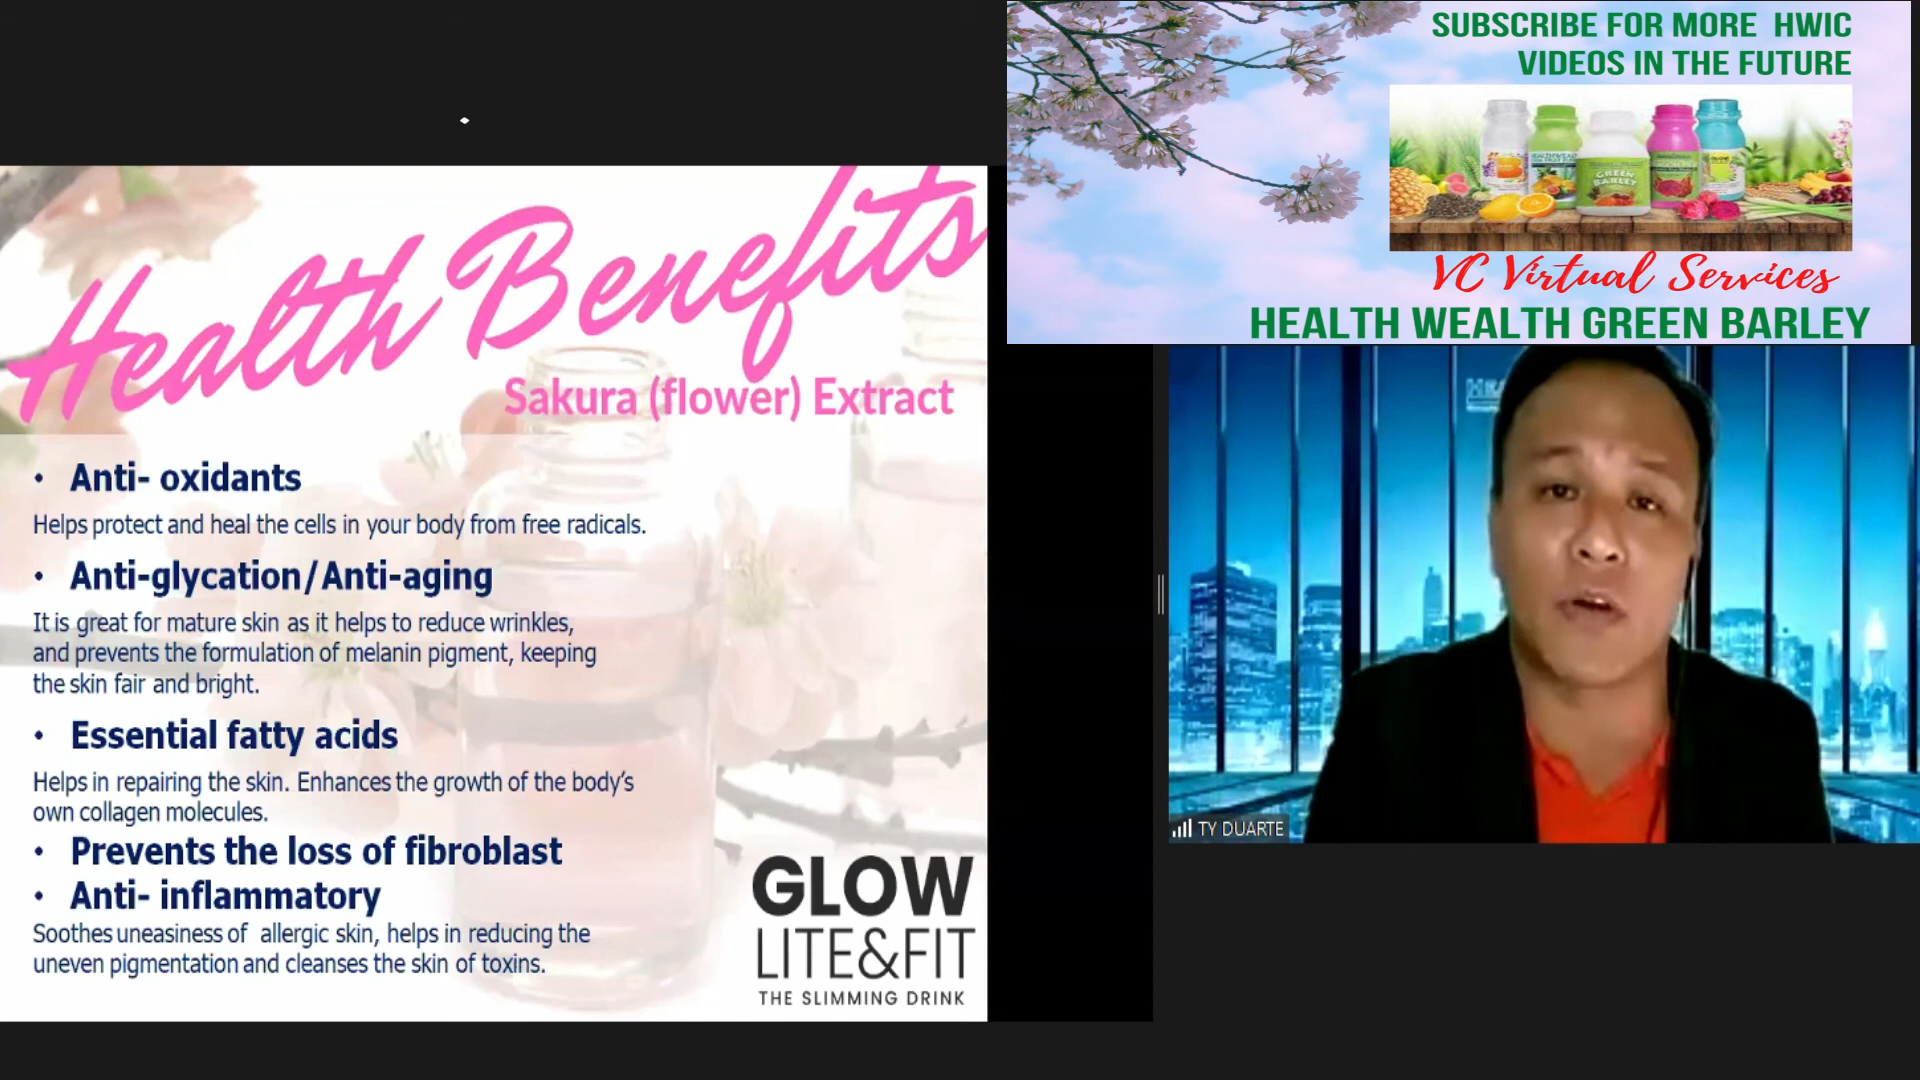 Health Benefits
Sakura (flower) Extract
• Anti- oxidants
Helps protect and heal the cells in your body from free radicals.
• Anti-glycation/Anti-aging
It is great for mature skin as it helps to reduce wrinkles,
and prevents the formulation of melanin pigment, keeping
the skin fair and bright.
• Essential fatty acids
Helps in repairing the skin. Enhances the growth of the body's
own collagen molecules.
• Prevents the loss of fibroblast
• Anti- inflammatory
Soothes uneasiness of allergic skin, helps in reducing the
uneven pigmentation and cleanses the skin of toxins.
GLOW
LITE&FIT
THE SLIMMING DRINK
SUBSCRIBE FOR MORE HWIC
VIDEOS IN THE FUTURE
GREEN
BARLEY
VC Virtual Services
HEALTH WEALTH GREEN BARLEY
TY DUARTE